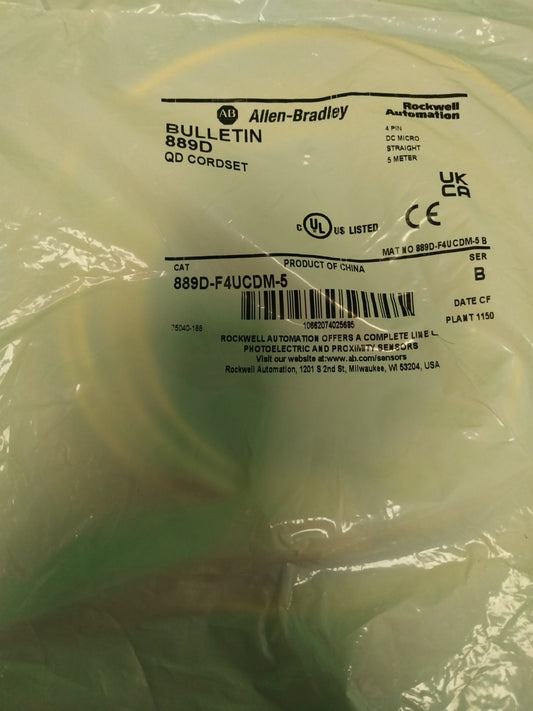 AB Allen-Bradley
Rockwell
Automation
BULLETIN
889D
QD CORDSET
4 PIN
DC MICRO
STRAIGHT
5 METER
UK
CA
C UL US LISTED
CE
MAT NO 889D-F4UCDM-5 B
PRODUCT OF CHINA
SER
CAT
889D-F4UCDM-5
B
DATE CF
PLANT 1150
75040-188
10662074025695
ROCKWELL AUTOMATION OFFERS A COMPLETE LINE
PHOTOELECTRIC AND PROXIMITY SENSORS
Visit our website at:www.ab.com/sensors
Rockwell Automation, 1201 S 2nd St, Milwaukee, WI 53204, USA